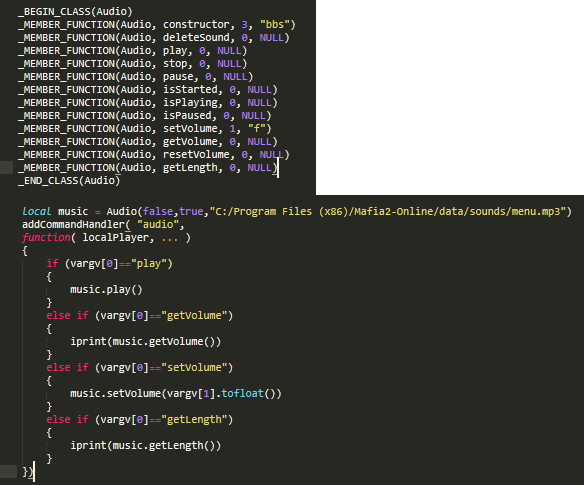 _BEGIN_CLASS(Audio)
_MEMBER_FUNCTION(Audio, constructor, 3, "bbs")
_MEMBER_FUNCTION(Audio, deleteSound, 0, NULL)
_MEMBER_FUNCTION(Audio, play, 0, NULL)
_MEMBER_FUNCTION(Audio, stop, 0, NULL)
_MEMBER_FUNCTION(Audio, pause, 0, NULL)
_MEMBER_FUNCTION(Audio, isStarted, 0, NULL)
_MEMBER_FUNCTION(Audio, isPlaying, 0, NULL)
_MEMBER_FUNCTION(Audio, isPaused, 0, NULL)
_MEMBER_FUNCTION(Audio, setVolume, 1, "f")
_MEMBER_FUNCTION(Audio, getVolume, 0, NULL)
_MEMBER_FUNCTION(Audio, resetVolume, 0, NULL)
_MEMBER_FUNCTION(Audio, getLength, 0, NULL)
_END_CLASS(Audio)
local music = Audio(false,true,"C:/Program Files (x86)/Mafia2-Online/data/sounds/menu.mp3")
addCommandHandler( "audio",
function( localPlayer, ... )
{
    if (vargv[0]=="play")
    {
        music.play()
    }
    else if (vargv[0]=="getVolume")
    {
        iprint(music.getVolume())
    }
    else if (vargv[0]=="setVolume")
    {
        music.setVolume(vargv[1].tofloat())
    }
    else if (vargv[0]=="getLength")
    {
        iprint(music.getLength())
    }
})